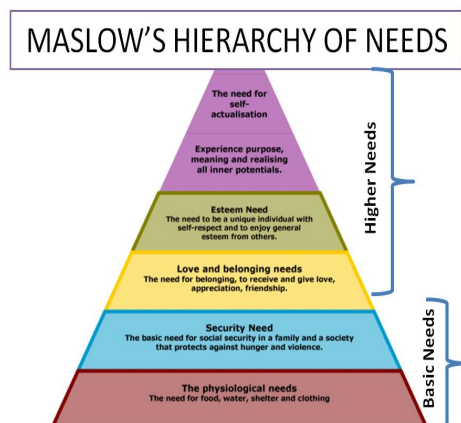 MASLOW'S HIERARCHY OF NEEDS
The need for
self-
actualisation
Experience purpose,
meaning and realising
all inner potentials.
Esteem Need
The need to be a unique individual with
self-respect and to enjoy general
esteem from others.
Love and belonging needs
The need for belonging, to receive and give love,
appreciation, friendship.
Security Need
The basic need for social security in a family and a society
that protects against hunger and violence.
The physiological needs
The need for food, water, shelter and clothing
Higher Needs
Basic Needs